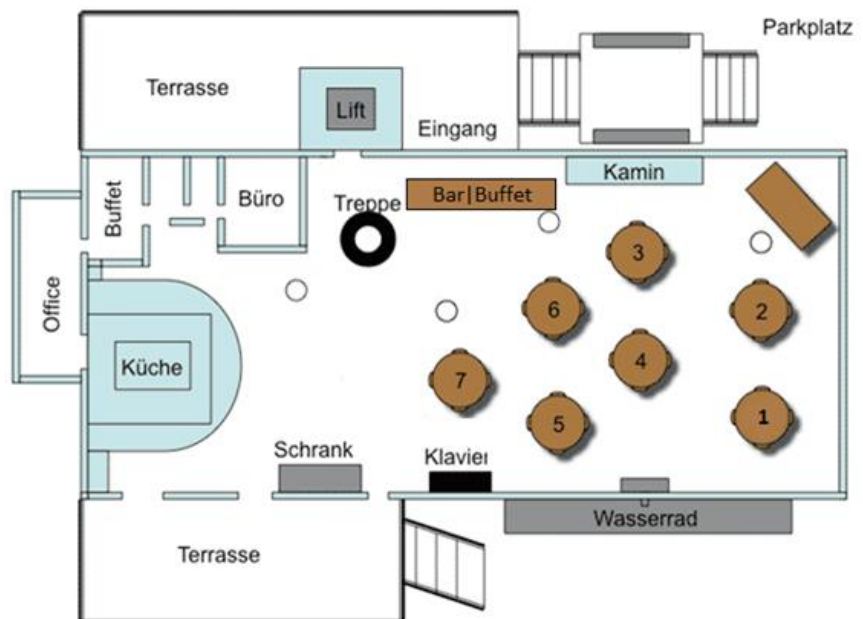 Parkplatz
Terrasse
Lift
Eingang
Kamin
Buffet
Büro
Treppe
Bar|Buffet
3
2
6
Office
Küche
4
7
5
1
Schrank
Klavier
Wasserrad
Terrasse